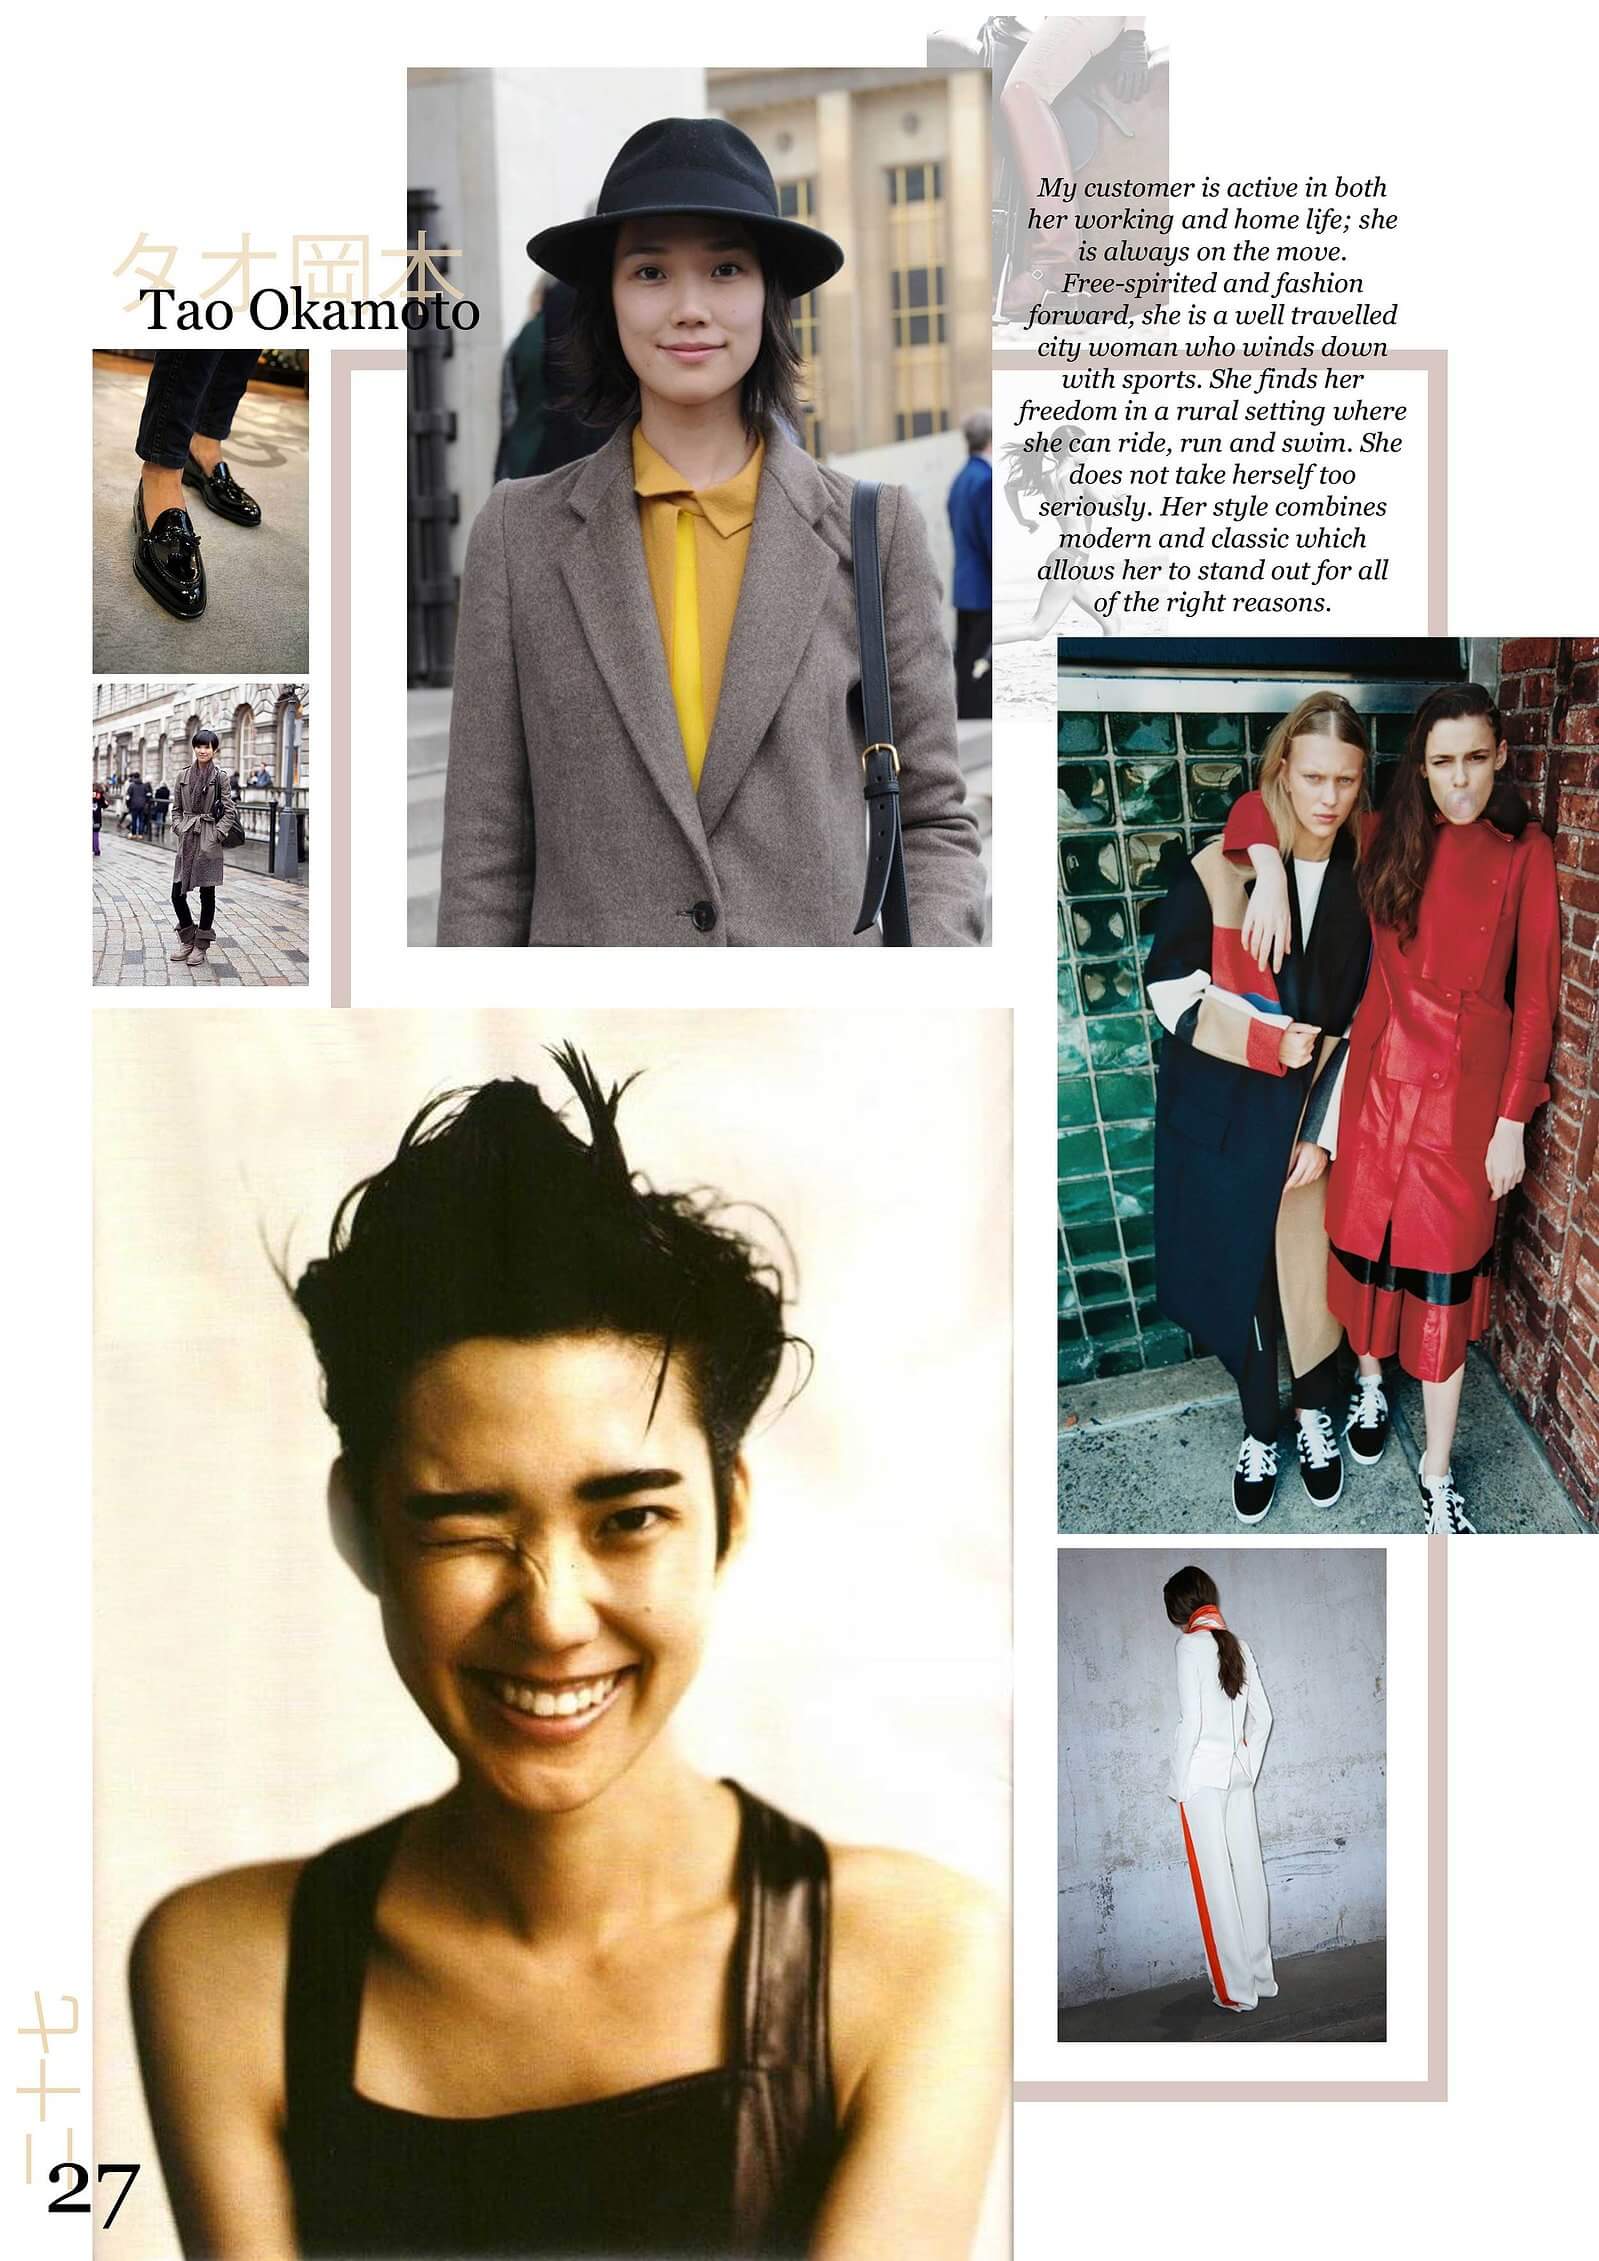 タオ岡本
Tao Okamoto
My customer is active in both
her working and home life; she
is always on the move.
Free-spirited and fashion
forward, she is a well travelled
city woman who winds down
with sports. She finds her
freedom in a rural setting where
she can ride, run and swim. She
does not take herself too
seriously. Her style combines
modern and classic which
allows her to stand out for all
of the right reasons.
二十七
27